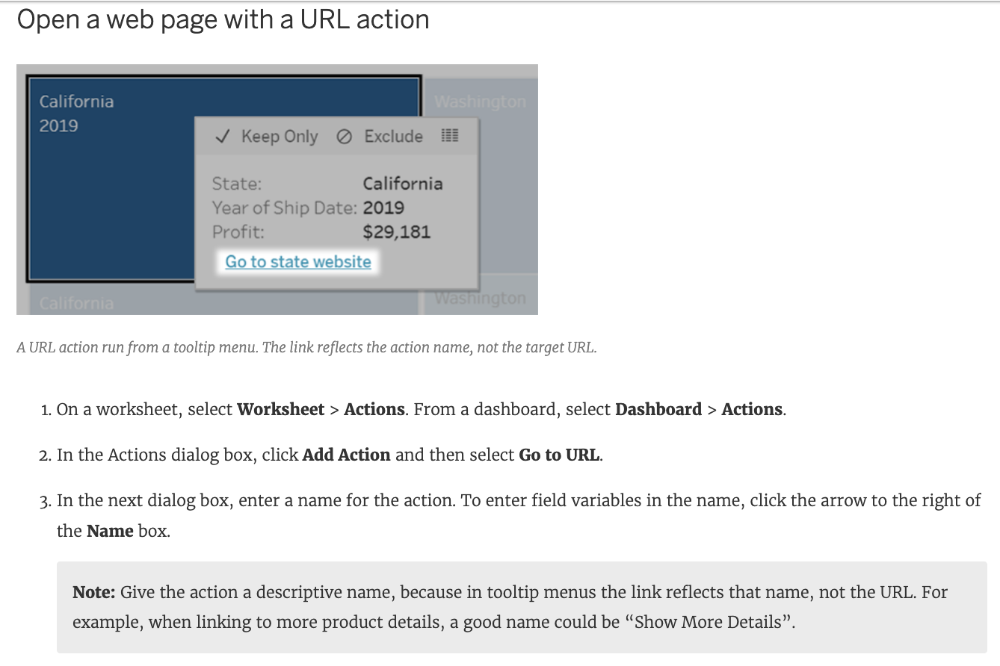 Open a web page with a URL action
California
2019
Washington
Keep Only Exclude
State: California
Year of Ship Date: 2019
Profit: $29,181
Go to state website
California
Washington
A URL action run from a tooltip menu. The link reflects the action name, not the target URL.
1. On a worksheet, select Worksheet > Actions. From a dashboard, select Dashboard > Actions.
2. In the Actions dialog box, click Add Action and then select Go to URL.
3. In the next dialog box, enter a name for the action. To enter field variables in the name, click the arrow to the right of
the Name box.
Note: Give the action a descriptive name, because in tooltip menus the link reflects that name, not the URL. For
example, when linking to more product details, a good name could be “Show More Details”.